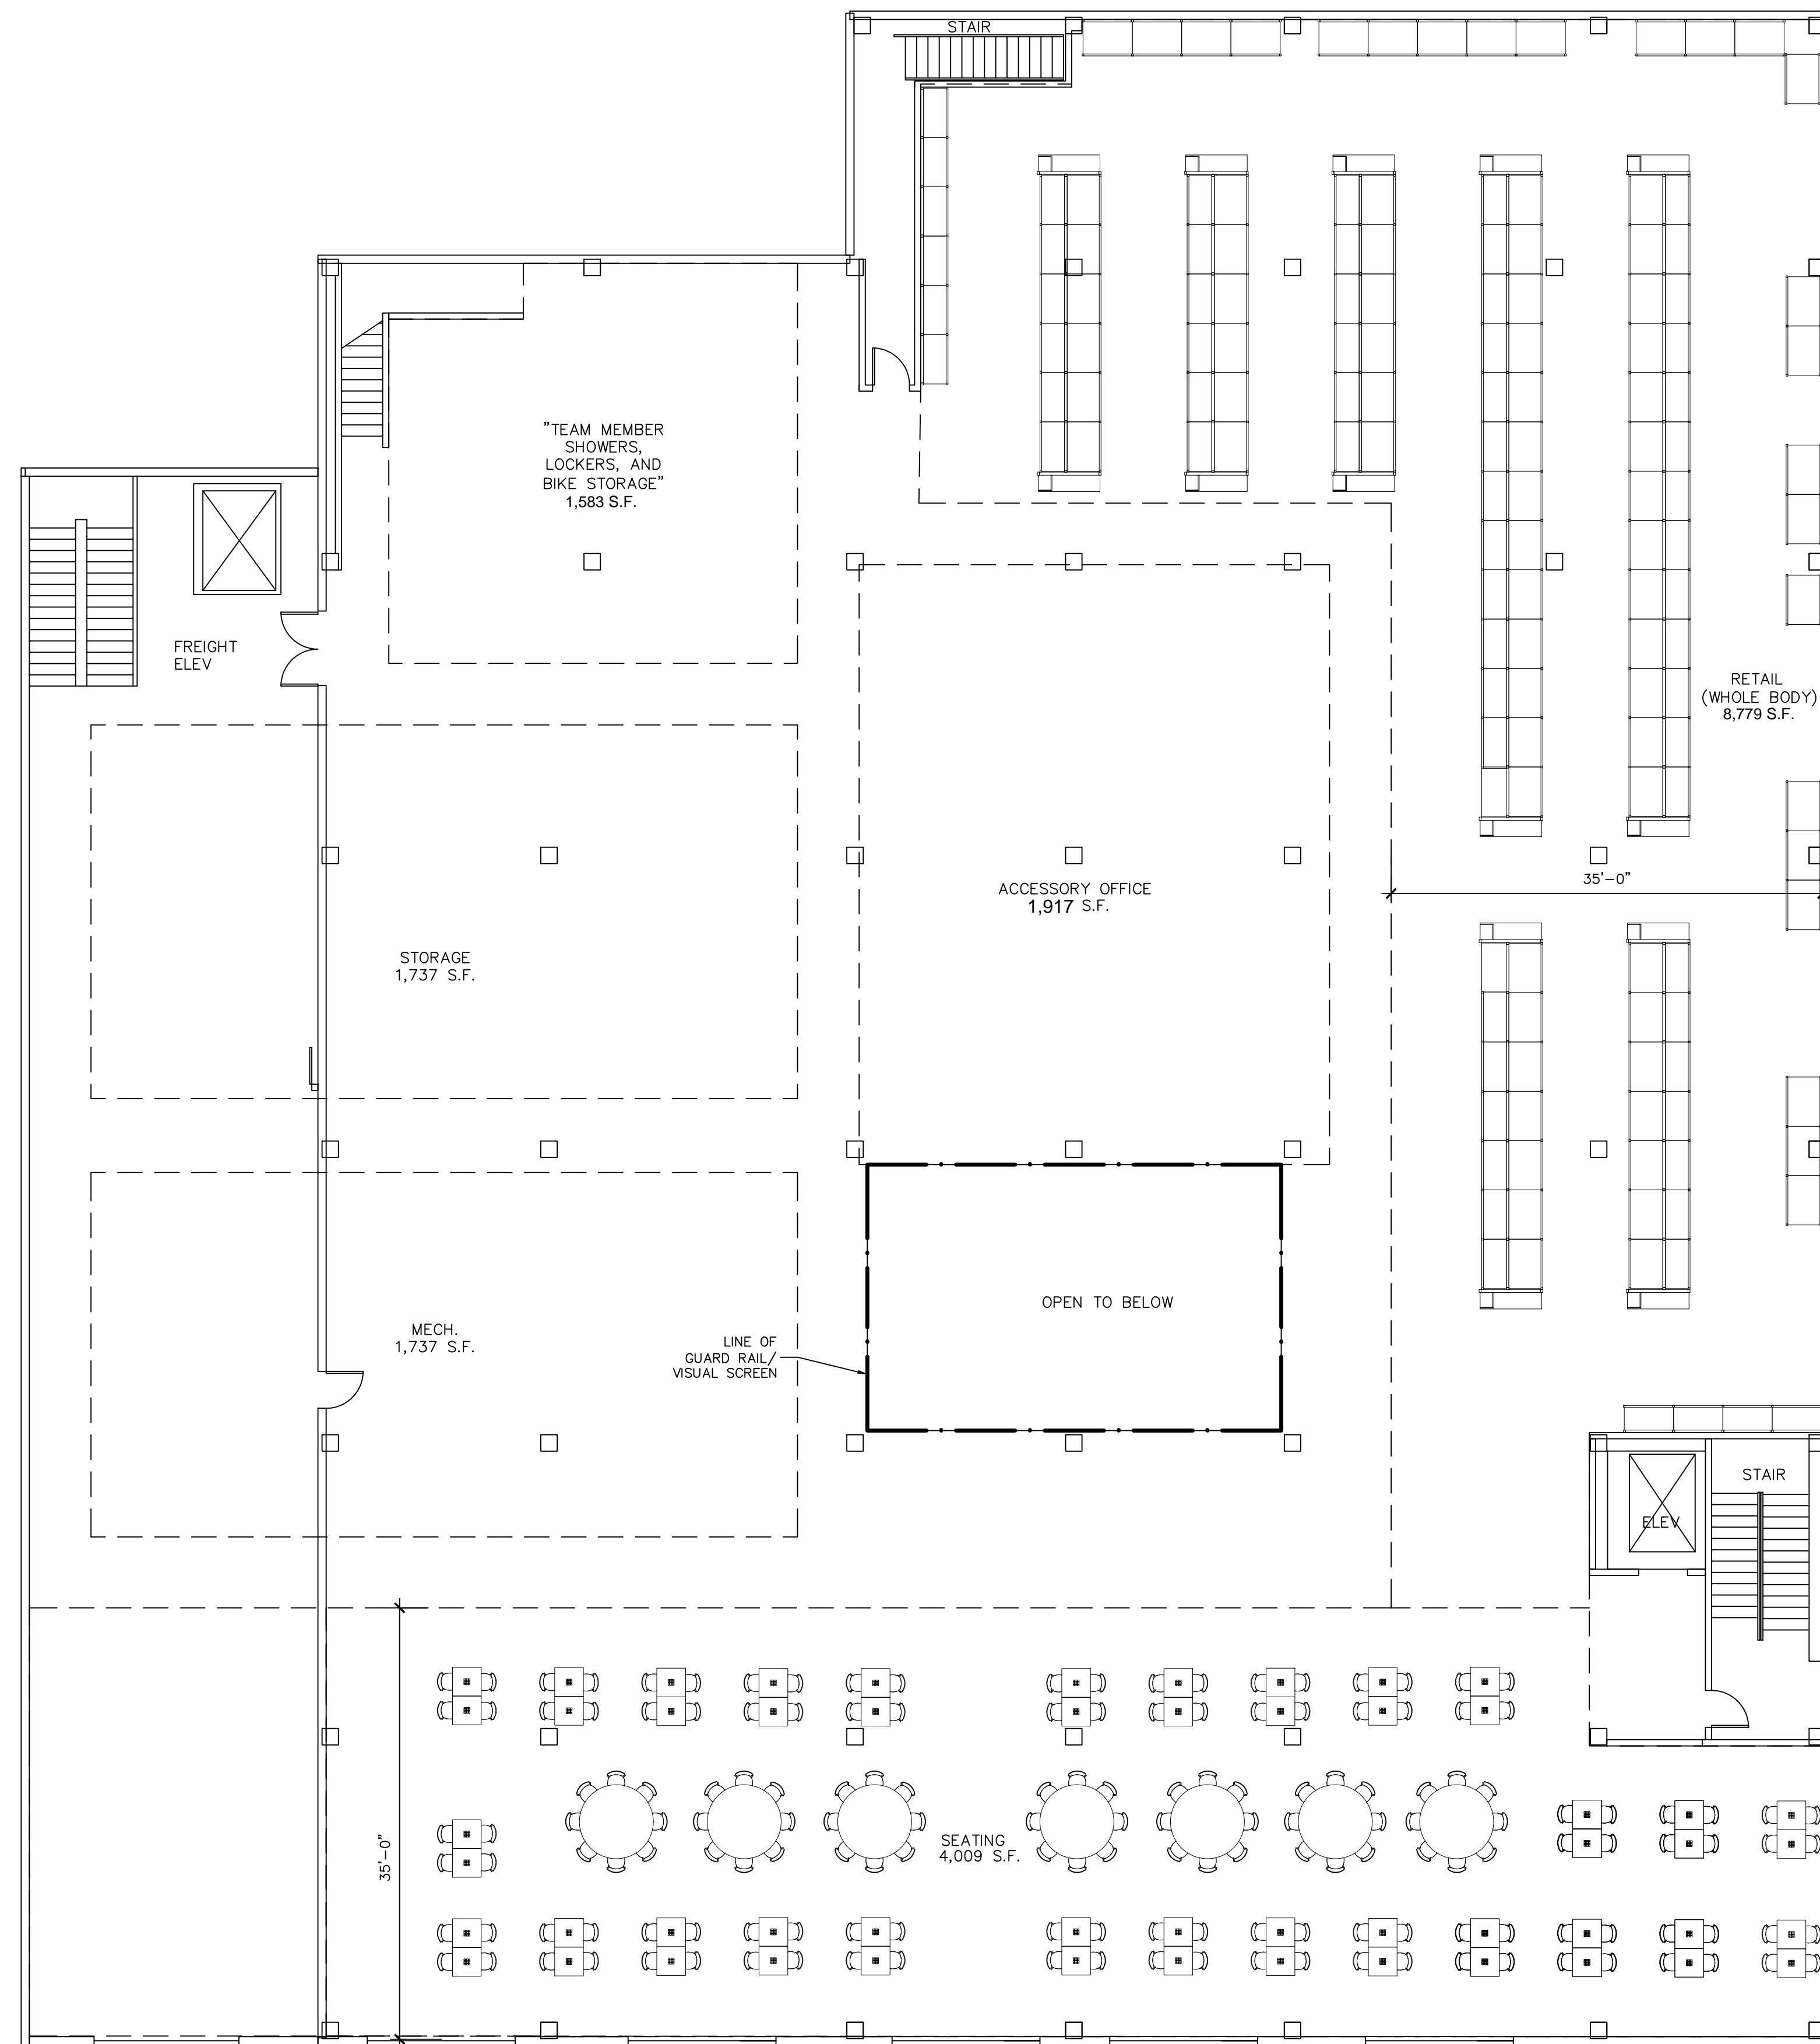 STAIR
"TEAM MEMBER
SHOWERS,
LOCKERS, AND
BIKE STORAGE"
1,583 S.F.
FREIGHT
ELEV
RETAIL
(WHOLE BODY)
8,779 S.F.
35'-0"
ACCESSORY OFFICE
1,917 S.F.
STORAGE
1,737 S.F.
OPEN TO BELOW
MECH.
1,737 S.F.
LINE OF
GUARD RAIL/
VISUAL SCREEN
STAIR
ELEV
35'-0"
SEATING
4,009 S.F.